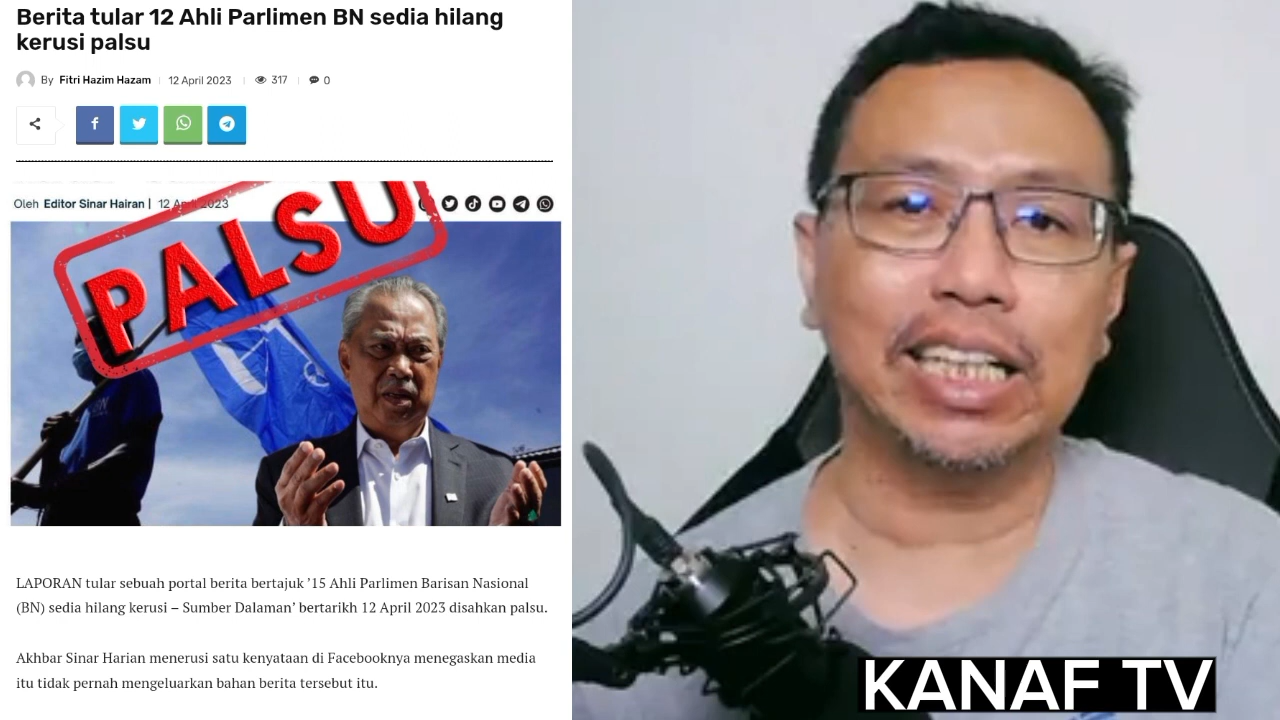 Berita tular 12 Ahli Parlimen BN sedia hilang
kerusi palsu
By Fitri Hazim Hazam 12 April 2023 317 0
Oleh Editor Sinar Hairan | 12 April 2023
PALSU
LAPORAN tular sebuah portal berita bertajuk ’15 Ahli Parlimen Barisan Nasional
(BN) sedia hilang kerusi – Sumber Dalaman’ bertarikh 12 April 2023 disahkan palsu.
Akhbar Sinar Harian menerusi satu kenyataan di Facebooknya menegaskan media
itu tidak pernah mengeluarkan bahan berita tersebut itu.
KANAF TV